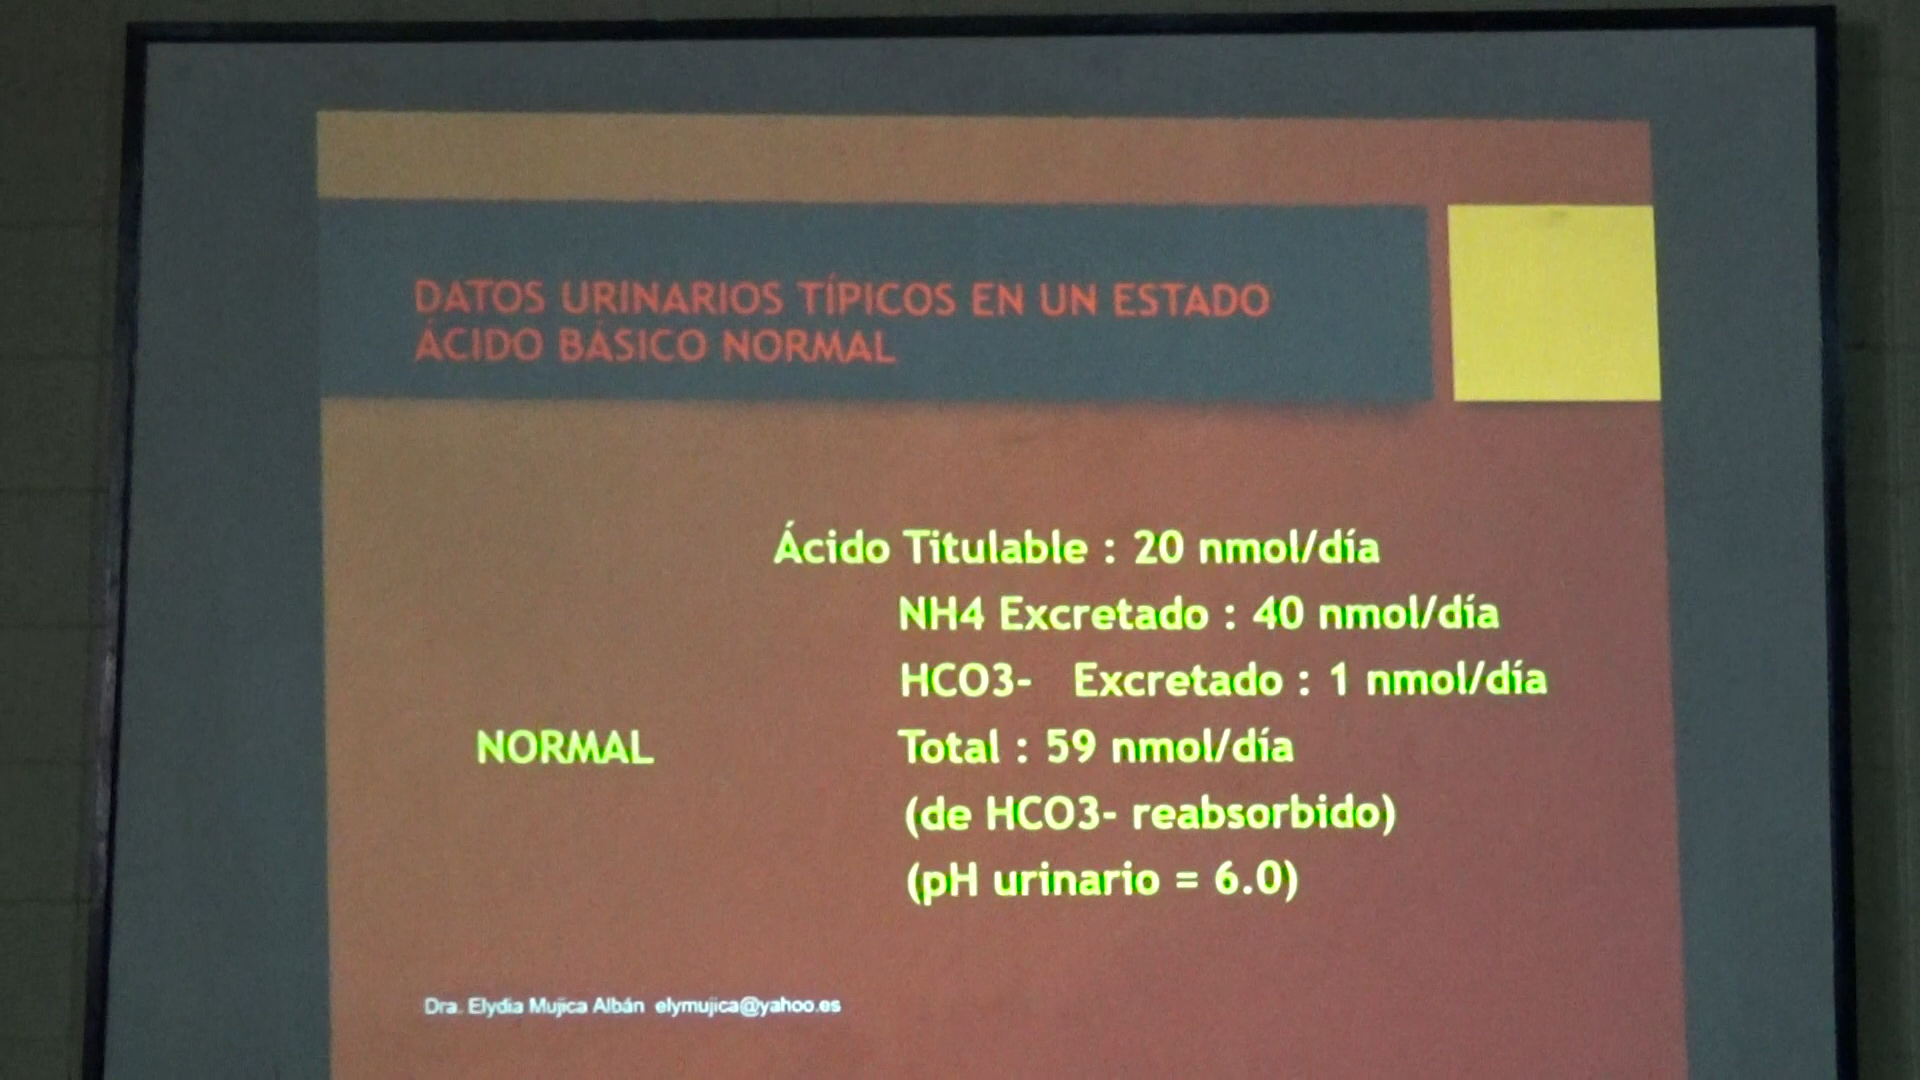 DATOS URINARIOS TÍPICOS EN UN ESTADO
ÁCIDO BÁSICO NORMAL
Ácido Titulable : 20 nmol/día
NH4 Excretado : 40 nmol/día
HCO3- Excretado : 1 nmol/día
NORMAL Total : 59 nmol/día
(de HCO3- reabsorbido)
(pH urinario = 6.0)
Dra. Elydia Mujica Albán elymujica@yahoo.es